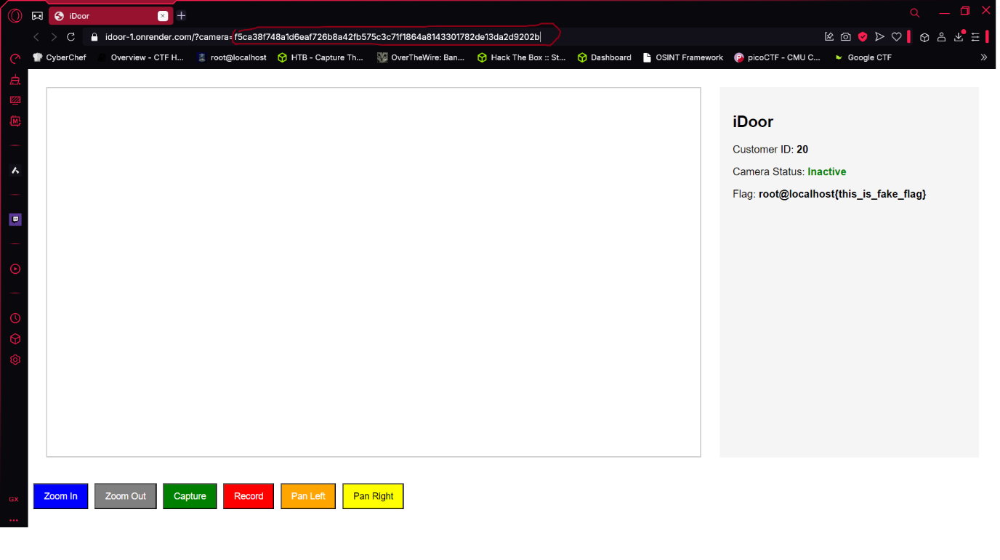 iDoor
idoor-1.onrender.com/?camera=f5ca38f748a1d6eaf726b8a42fb575c3c71f1864a8143301782de13da2d9202b
CyberChef Overview - CTF H... root@localhost HTB - Capture Th... OverTheWire: Ban... Hack The Box :: St... Dashboard OSINT Framework picoCTF - CMU C... Google CTF »
M
iDoor
Customer ID: 20
Camera Status: Inactive
Flag: root@localhost{this_is_fake_flag}
Zoom In Zoom Out Capture Record Pan Left Pan Right
GX